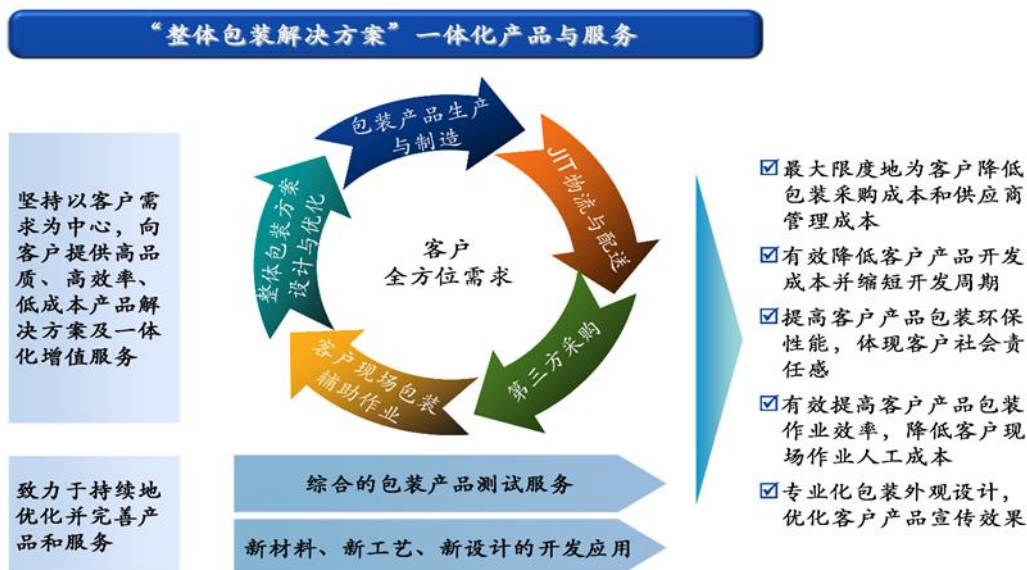 “整体包装解决方案”一体化产品与服务
坚持以客户需
求为中心，向
客户提供高品
质、高效率、
低成本产品解
决方案及一体
化增值服务
致力于持续地
优化并完善产
品和服务
包装产品生产
与制造
JIT物流与配送
第三方采购
客户现场包装
辅助作业
整体包装方案
设计与优化
客户
全方位需求
综合的包装产品测试服务
新材料、新工艺、新设计的开发应用
最大限度地为客户降低
包装采购成本和供应商
管理成本
有效降低客户产品开发
成本并缩短开发周期
提高客户产品包装环保
性能，体现客户社会责
任感
有效提高客户产品包装
作业效率，降低客户现
场作业人工成本
专业化包装外观设计，
优化客户产品宣传效果